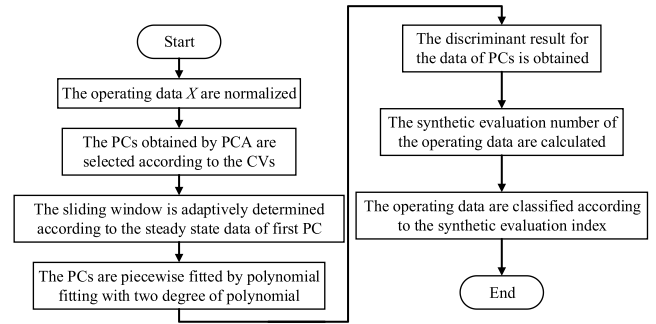 Start
The operating data X are normalized
The PCs obtained by PCA are
selected according to the CVs
The sliding window is adaptively determined
according to the steady state data of first PC
The PCs are piecewise fitted by polynomial
fitting with two degree of polynomial
The discriminant result for
the data of PCs is obtained
The synthetic evaluation number of
the operating data are calculated
The operating data are classified according
to the synthetic evaluation index
End